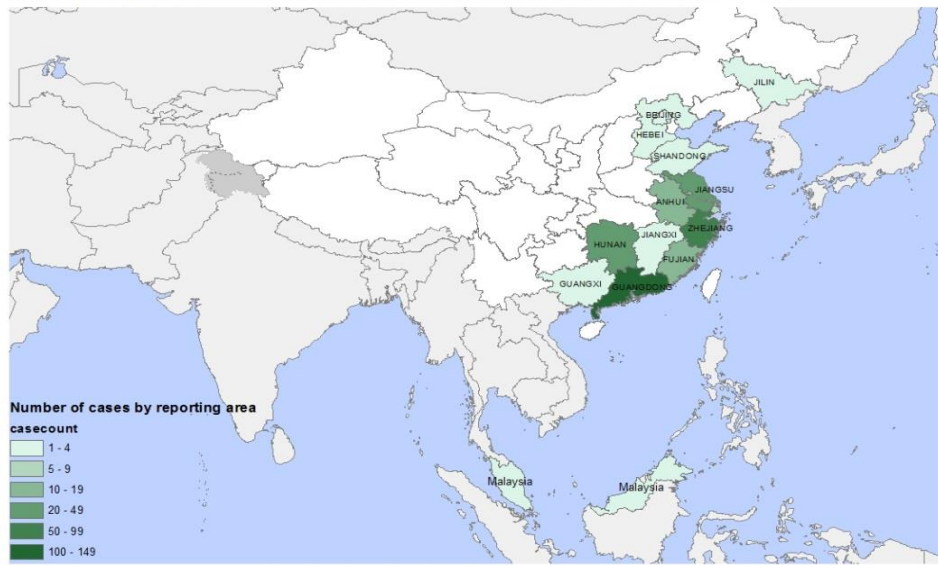 JILIN
BEIJING
HEBEI
SHANDONG
JIANGSU
ANHUI
ZHEJIANG
HUNAN
JIANGXI
FUJIAN
GUANGXI
GUANGDONG
Malaysia
Malaysia
Number of cases by reporting area
casecount
1 - 4
5 - 9
10 - 19
20 - 49
50 - 99
100 - 149